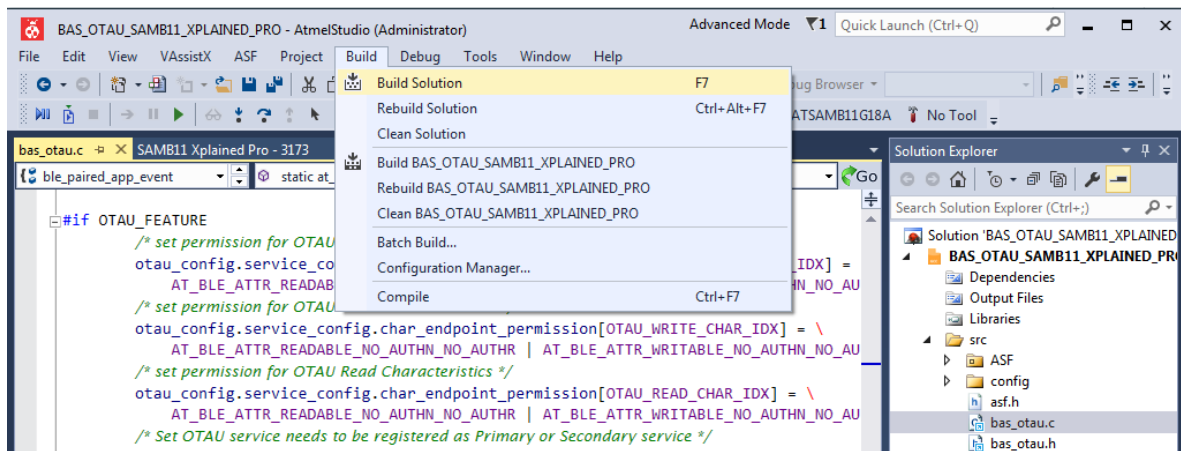 BAS_OTAU_SAMB11_XPLAINED_PRO - AtmelStudio (Administrator)
Advanced Mode 1 Quick Launch (Ctrl+Q)
File Edit View VAssistX ASF Project Build Debug Tools Window Help
Build Solution F7
ug Browser
Rebuild Solution Ctrl+Alt+F7
ATSAMB11G18A No Tool
Clean Solution
bas_otau.c SAMB11 Xplained Pro - 3173
Build BAS_OTAU_SAMB11_XPLAINED_PRO
ble_paired_app_event static at_ Go
Rebuild BAS_OTAU_SAMB11_XPLAINED_PRO
Clean BAS_OTAU_SAMB11_XPLAINED_PRO
Batch Build...
Configuration Manager...
Compile Ctrl+F7
#if OTAU_FEATURE
/* set permission for OTAU
otau_config.service_co _IDX] =
AT_BLE_ATTR_READAB N_NO_AU
/* set permission for OTAU
otau_config.service_config.char_endpoint_permission[OTAU_WRITE_CHAR_IDX] = \
AT_BLE_ATTR_READABLE_NO_AUTHN_NO_AUTHR | AT_BLE_ATTR_WRITABLE_NO_AUTHN_NO_AU
/* set permission for OTAU Read Characteristics */
otau_config.service_config.char_endpoint_permission[OTAU_READ_CHAR_IDX] = \
AT_BLE_ATTR_READABLE_NO_AUTHN_NO_AUTHR | AT_BLE_ATTR_WRITABLE_NO_AUTHN_NO_AU
/* Set OTAU service needs to be registered as Primary or Secondary service */
Solution Explorer
Search Solution Explorer (Ctrl+;)
Solution 'BAS_OTAU_SAMB11_XPLAINED
BAS_OTAU_SAMB11_XPLAINED_PR
Dependencies
Output Files
Libraries
src
ASF
config
asf.h
bas_otau.c
bas_otau.h